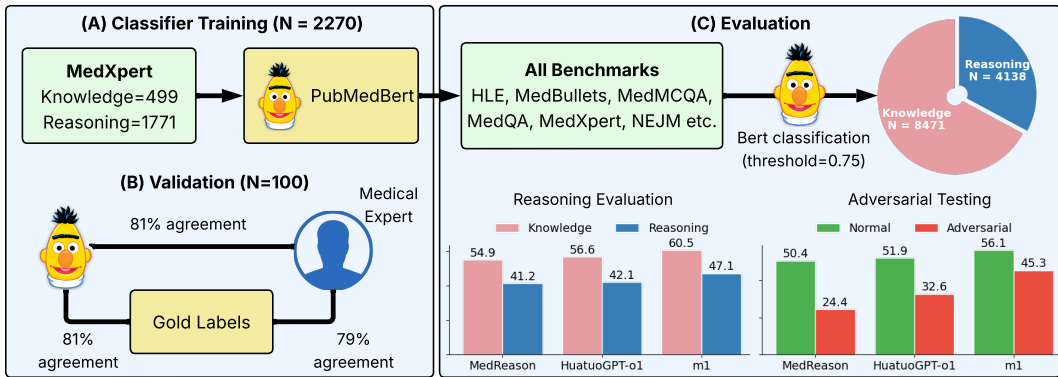 (A) Classifier Training (N = 2270)
MedXpert
Knowledge=499
Reasoning=1771
PubMedBert
(B) Validation (N=100)
81% agreement
Medical
Expert
Gold Labels
81%
agreement
79%
agreement
(C) Evaluation
All Benchmarks
HLE, MedBullets, MedMCQA,
MedQA, MedXpert, NEJM etc.
Bert classification
(threshold=0.75)
Reasoning
N = 4138
Knowledge
N = 8471
Reasoning Evaluation
Knowledge Reasoning
54.9 41.2 56.6 42.1 60.5 47.1
MedReason HuatuoGPT-o1 m1
Adversarial Testing
Normal Adversarial
50.4 24.4 51.9 32.6 56.1 45.3
MedReason HuatuoGPT-o1 m1